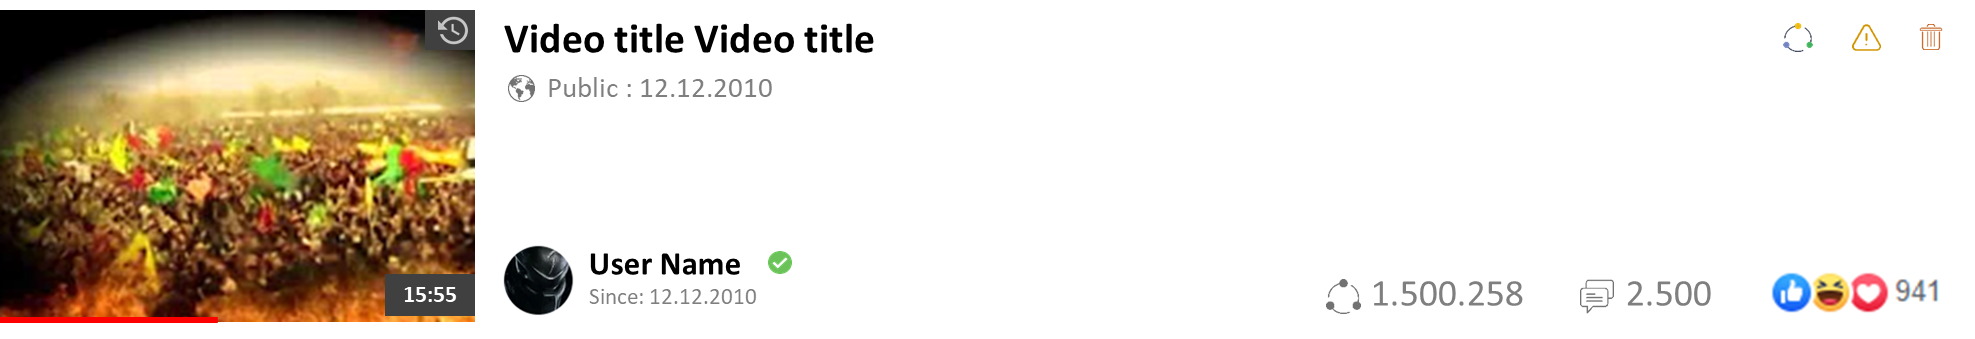 Video title Video title
Public : 12.12.2010
15:55
User Name
Since: 12.12.2010
1.500.258
2.500
941